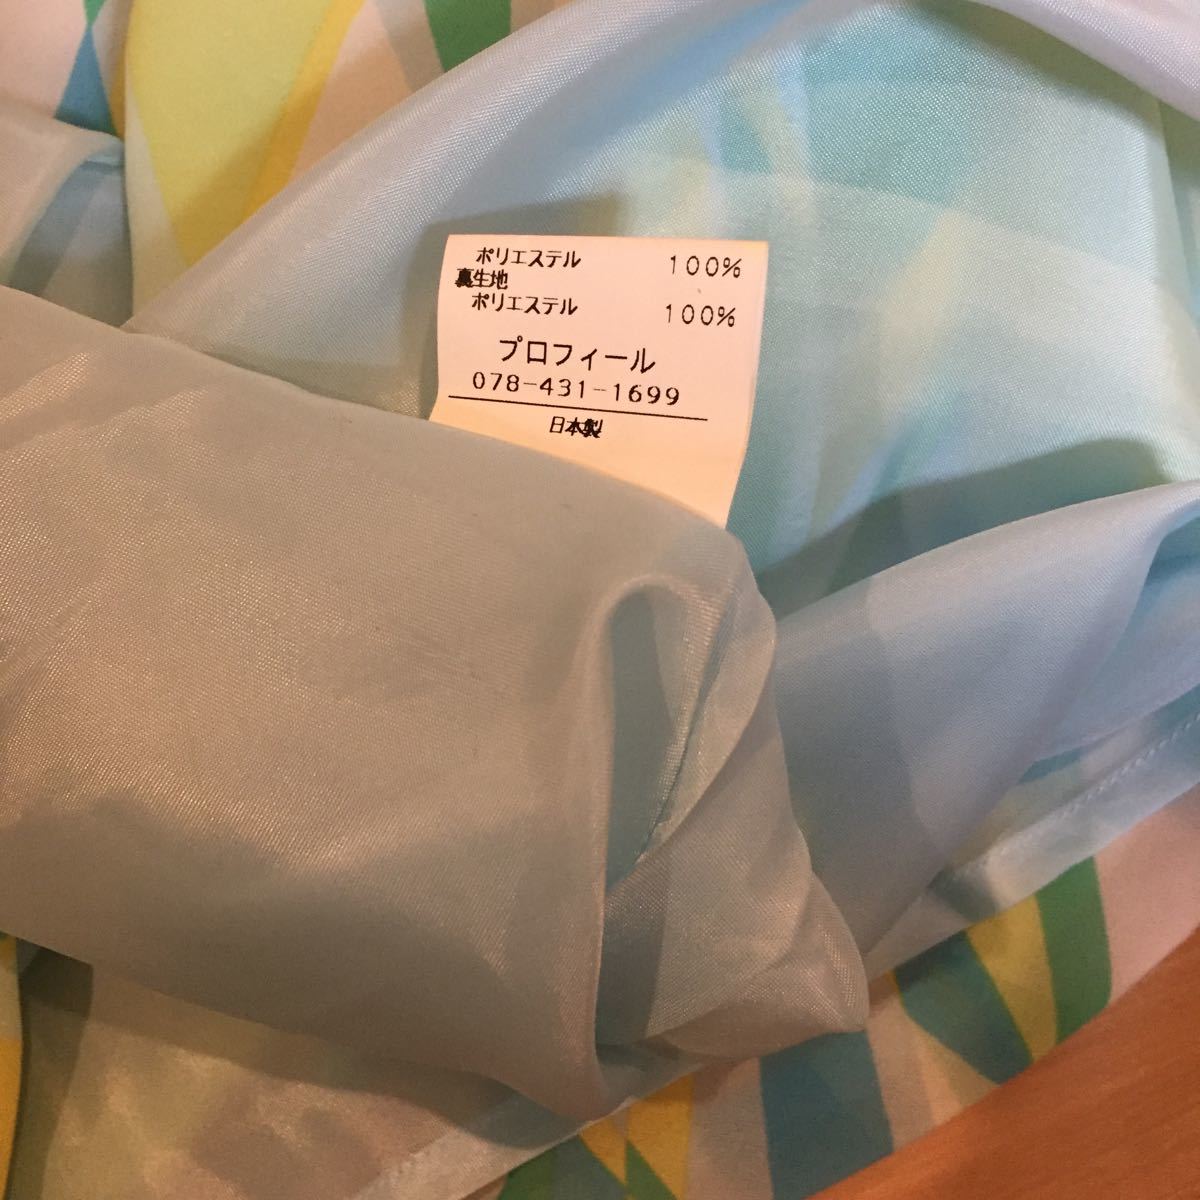 ポリエステル 100%
裏生地
ポリエステル 100%
プロフィール
078-431-1699
日本製